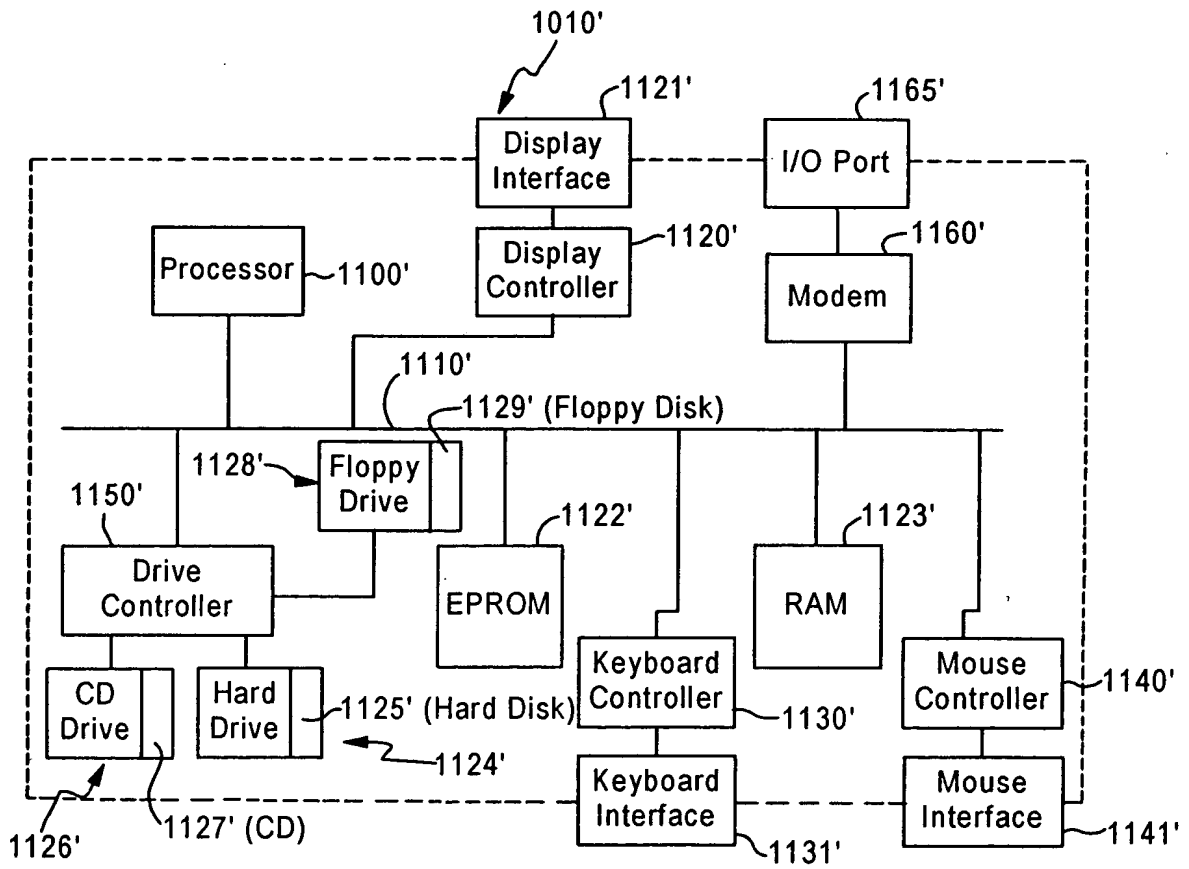 1010'
1121'
1165'
Display
Interface
I/O Port
1120'
1160'
Processor
1100'
Display
Controller
Modem
1110'
1129' (Floppy Disk)
1128'
Floppy
Drive
1150'
1122'
1123'
Drive
Controller
EPROM
RAM
CD
Drive
Hard
Drive
1125' (Hard Disk)
Keyboard
Controller
1130'
Mouse
Controller
1140'
1124'
1126'
1127' (CD)
Keyboard
Interface
1131'
Mouse
Interface
1141'